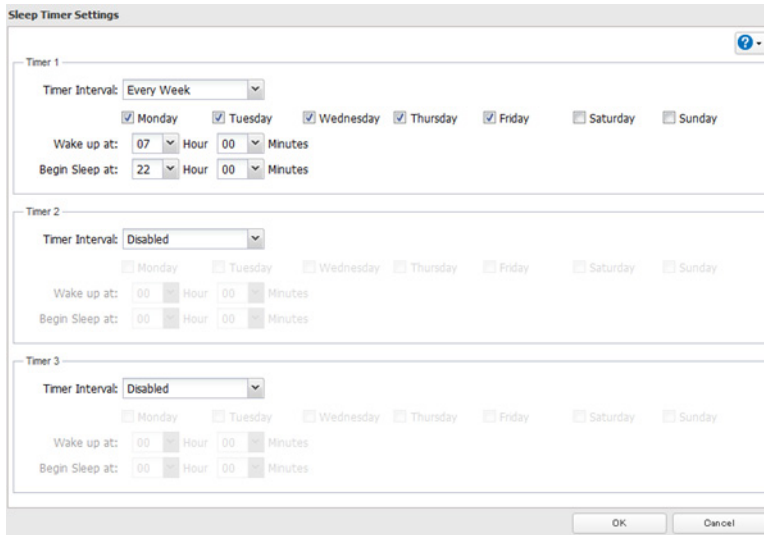 Sleep Timer Settings
?
Timer 1
Timer Interval: Every Week
Monday Tuesday Wednesday Thursday Friday Saturday Sunday
Wake up at: 07 Hour 00 Minutes
Begin Sleep at: 22 Hour 00 Minutes
Timer 2
Timer Interval: Disabled
Monday Tuesday Wednesday Thursday Friday Saturday Sunday
Wake up at: 00 Hour 00 Minutes
Begin Sleep at: 00 Hour 00 Minutes
Timer 3
Timer Interval: Disabled
Monday Tuesday Wednesday Thursday Friday Saturday Sunday
Wake up at: 00 Hour 00 Minutes
Begin Sleep at: 00 Hour 00 Minutes
OK Cancel